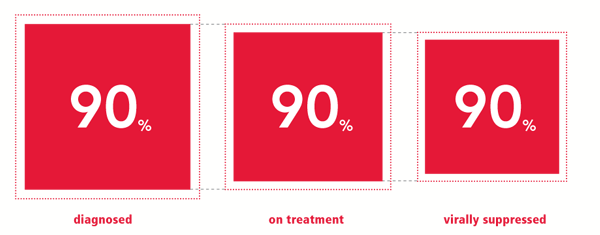 90%
90%
90%
diagnosed
on treatment
virally suppressed